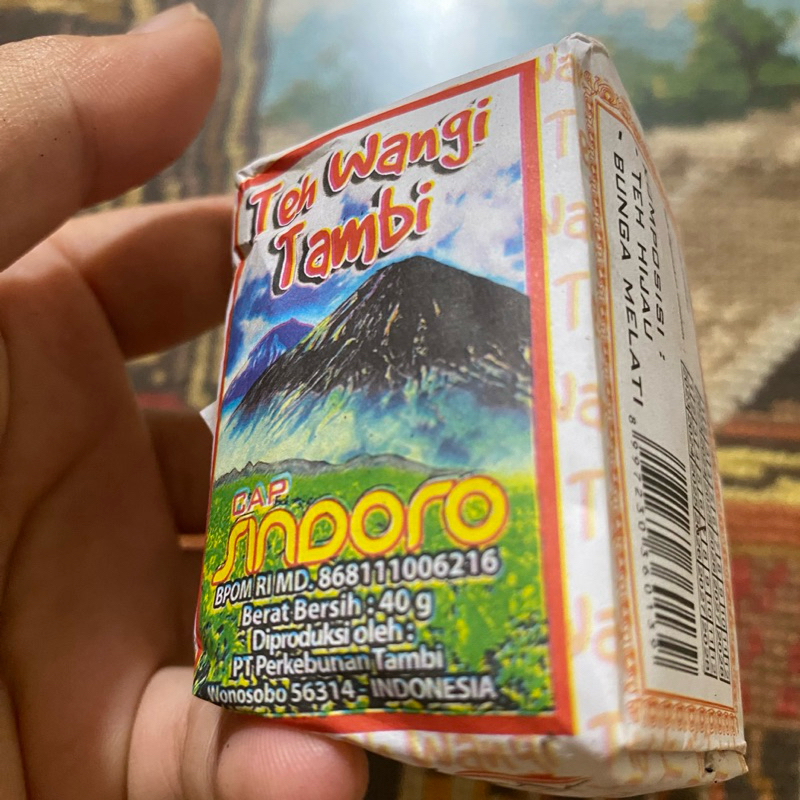 Teh Wangi
Tambi
CAP
SINDORO
BPOM RI MD. 868111006216
Berat Bersih : 40 g
Diproduksi oleh :
PT Perkebunan Tambi
Wonosobo 56314 - INDONESIA
KOMPOSISI :
- TEH HIJAU
- BUNGA MELATI